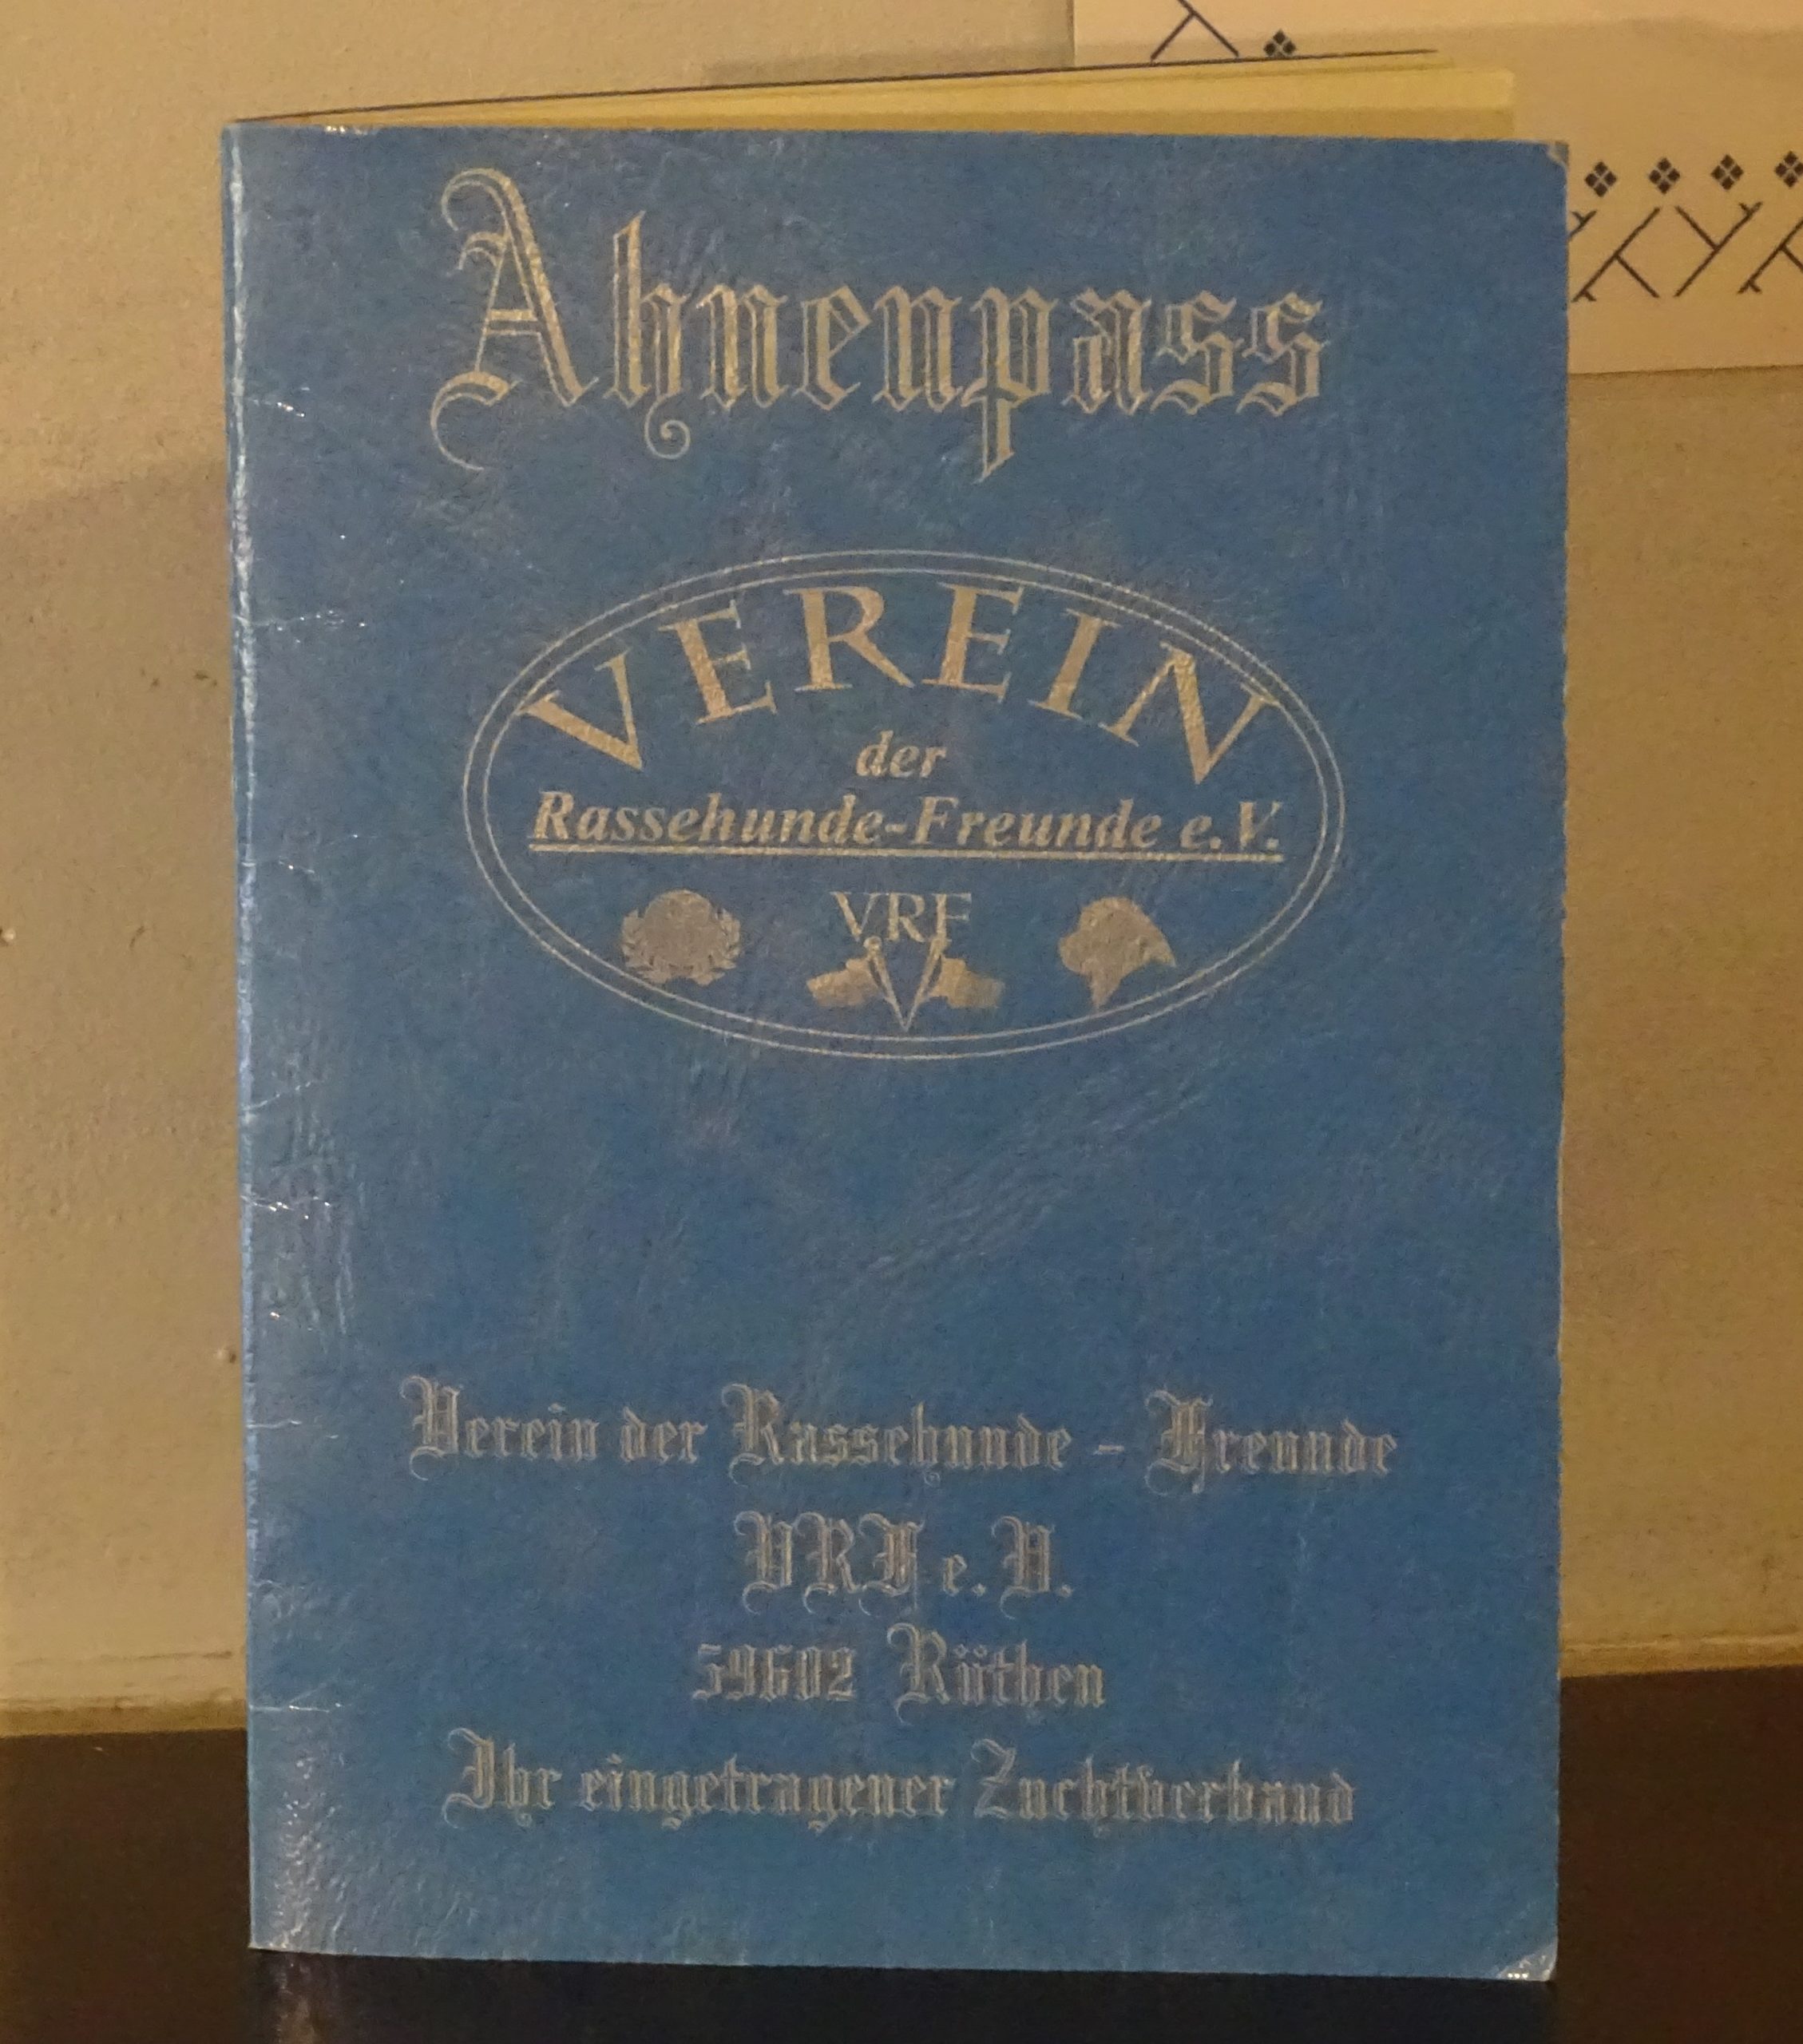 Ahnenpass
VEREIN
der
Rassehunde-Freunde e.V.
VRF
Verein der Rassehunde - Freunde
VRF e. V.
59602 Rüthen
Ihr eingetragener Zuchtverband